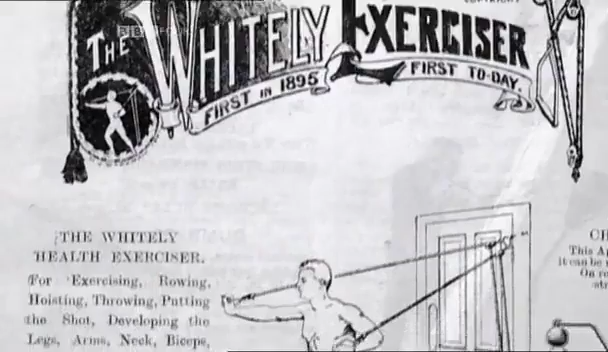 THE WHITELY EXERCISER
FIRST IN 1895 FIRST TO-DAY.
THE WHITELY
HEALTH EXERCISER.
For Exercising, Rowing,
Hoisting, Throwing, Putting
the Shot, Developing the
Legs, Arms, Neck, Biceps,
This
it can be
On